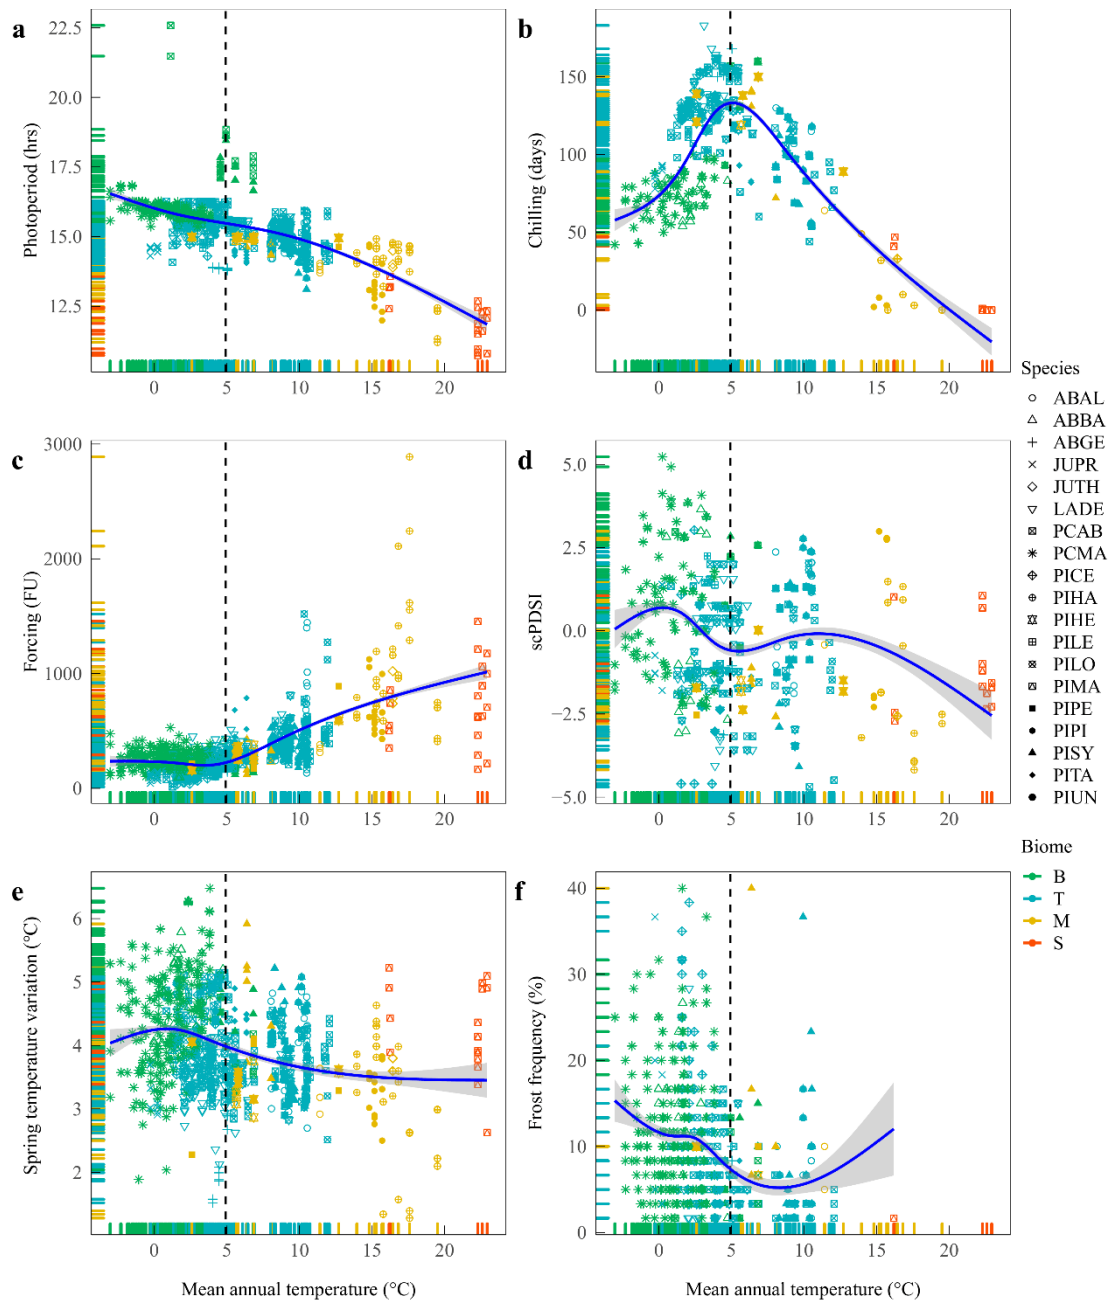 a
22.5
20.0
17.5
15.0
12.5
Photoperiod (hrs)
0
5
10
15
20
b
150
100
50
0
Chilling (days)
0
5
10
15
20
c
3000
2000
1000
0
Forcing (FU)
0
5
10
15
20
d
5.0
2.5
0.0
−2.5
−5.0
scPDSI
0
5
10
15
20
e
6
5
4
3
2
Spring temperature variation (°C)
0
5
10
15
20
Mean annual temperature (°C)
f
40
30
20
10
0
Frost frequency (%)
0
5
10
15
20
Mean annual temperature (°C)
Species
ABAL
ABBA
ABGE
JUPR
JUTH
LADE
PCAB
PCMA
PICE
PIHA
PIHE
PILE
PILO
PIMA
PIPE
PIPI
PISY
PITA
PIUN
Biome
B
T
M
S